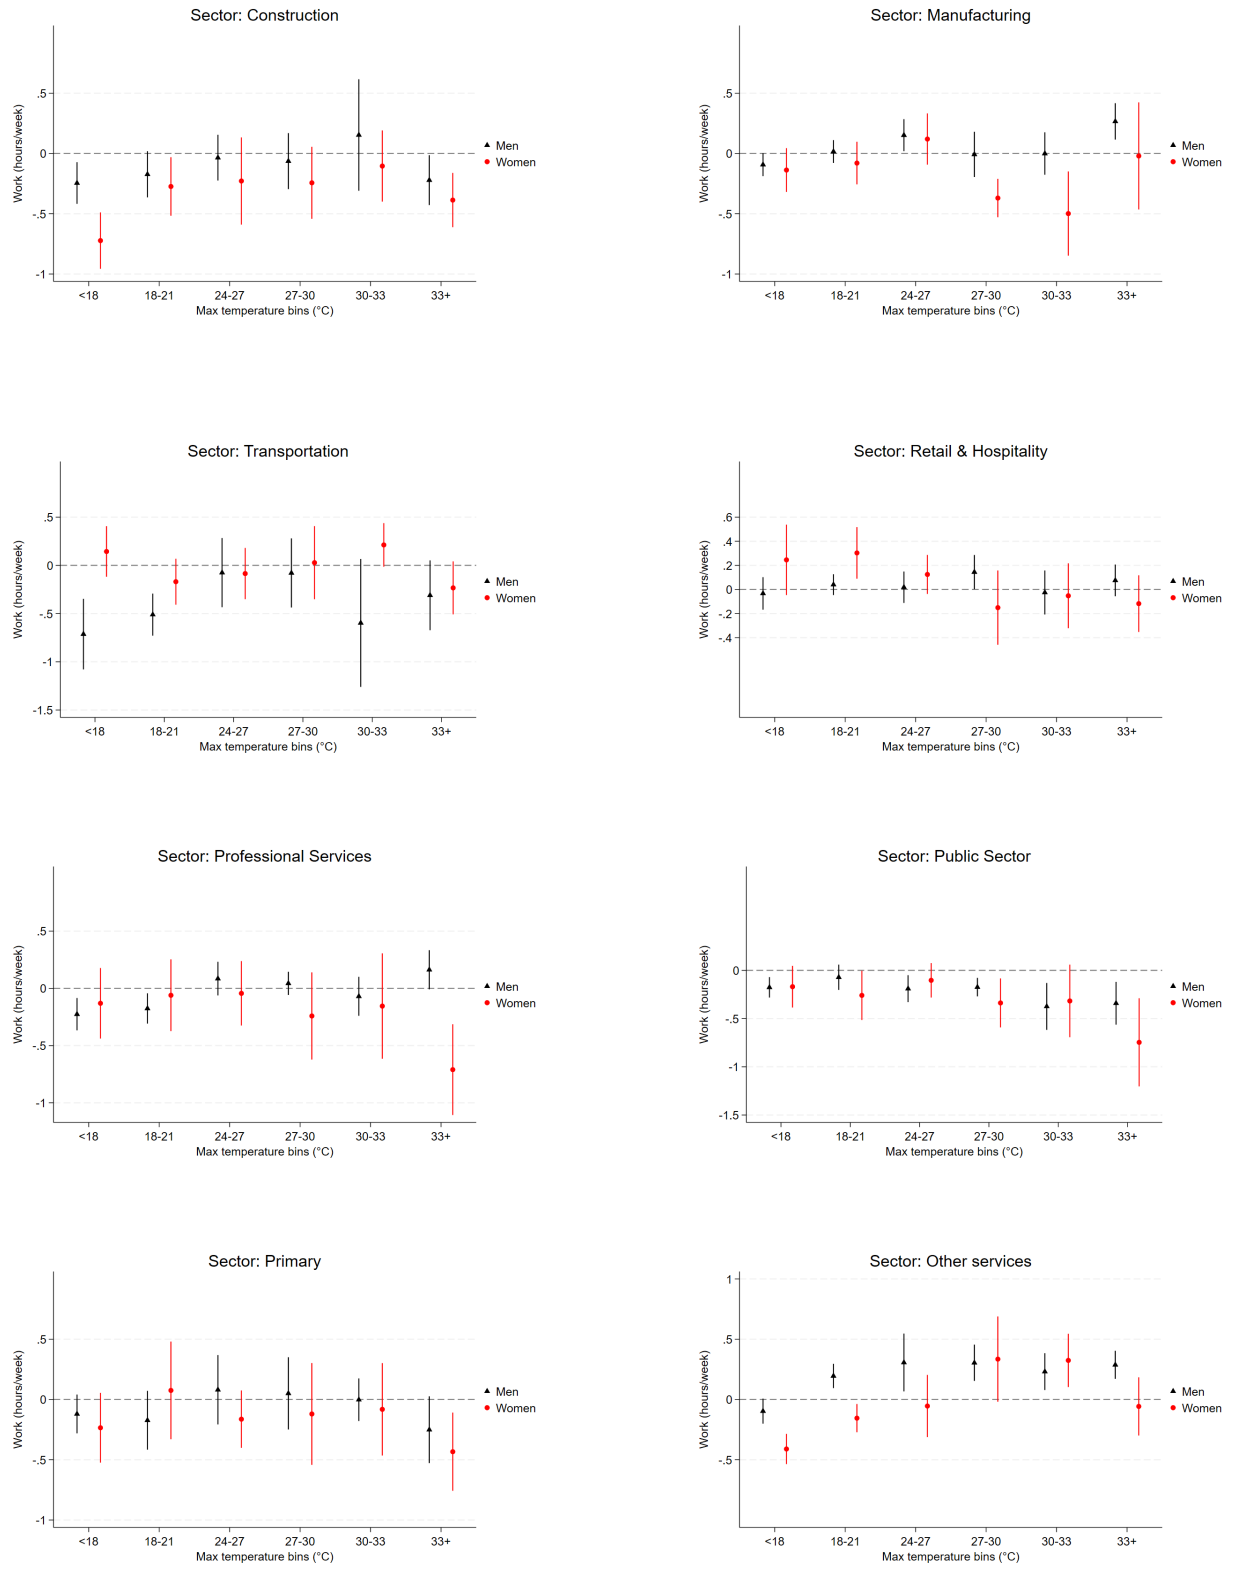 Sector: Construction
Work (hours/week)
.5
0
-.5
-1
<18 18-21 24-27 27-30 30-33 33+
Max temperature bins (°C)
Men
Women
Sector: Manufacturing
Work (hours/week)
.5
0
-.5
-1
<18 18-21 24-27 27-30 30-33 33+
Max temperature bins (°C)
Men
Women
Sector: Transportation
Work (hours/week)
.5
0
-.5
-1
-1.5
<18 18-21 24-27 27-30 30-33 33+
Max temperature bins (°C)
Men
Women
Sector: Retail & Hospitality
Work (hours/week)
.6
.4
.2
0
-.2
-.4
<18 18-21 24-27 27-30 30-33 33+
Max temperature bins (°C)
Men
Women
Sector: Professional Services
Work (hours/week)
.5
0
-.5
-1
<18 18-21 24-27 27-30 30-33 33+
Max temperature bins (°C)
Men
Women
Sector: Public Sector
Work (hours/week)
0
-.5
-1
-1.5
<18 18-21 24-27 27-30 30-33 33+
Max temperature bins (°C)
Men
Women
Sector: Primary
Work (hours/week)
.5
0
-.5
-1
<18 18-21 24-27 27-30 30-33 33+
Max temperature bins (°C)
Men
Women
Sector: Other services
Work (hours/week)
1
.5
0
-.5
<18 18-21 24-27 27-30 30-33 33+
Max temperature bins (°C)
Men
Women